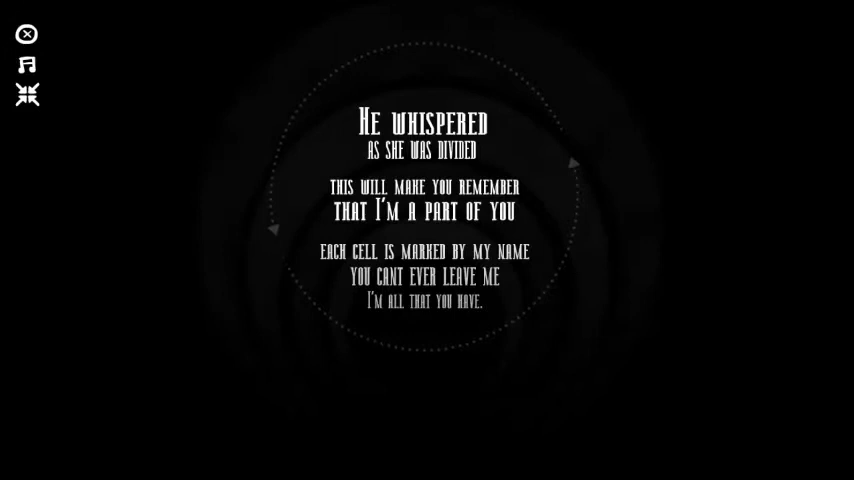 He whispered
as she was divided
this will make you remember
that I'm a part of you
each cell is marked by my name
you cant ever leave me
I'm all that you have.